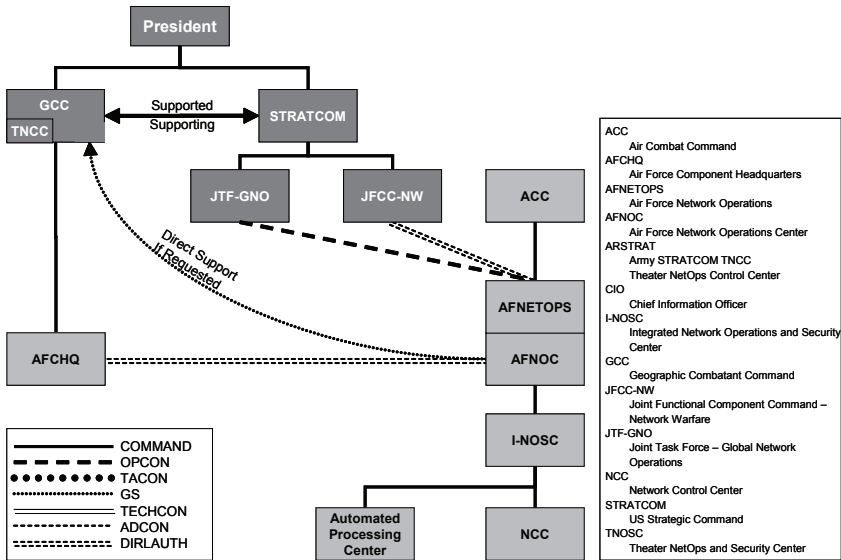 President
GCC
TNCC
Supported
Supporting
STRATCOM
JTF-GNO
JFCC-NW
ACC
Direct Support
If Requested
AFNETOPS
AFCHQ
AFNOC
I-NOSC
Automated
Processing
Center
NCC
COMMAND
OPCON
TACON
GS
TECHCON
ADCON
DIRLAUTH
ACC
Air Combat Command
AFCHQ
Air Force Component Headquarters
AFNETOPS
Air Force Network Operations
AFNOC
Air Force Network Operations Center
ARSTRAT
Army STRATCOM TNCC
Theater NetOps Control Center
CIO
Chief Information Officer
I-NOSC
Integrated Network Operations and Security
Center
GCC
Geographic Combatant Command
JFCC-NW
Joint Functional Component Command –
Network Warfare
JTF-GNO
Joint Task Force – Global Network
Operations
NCC
Network Control Center
STRATCOM
US Strategic Command
TNOSC
Theater NetOps and Security Center